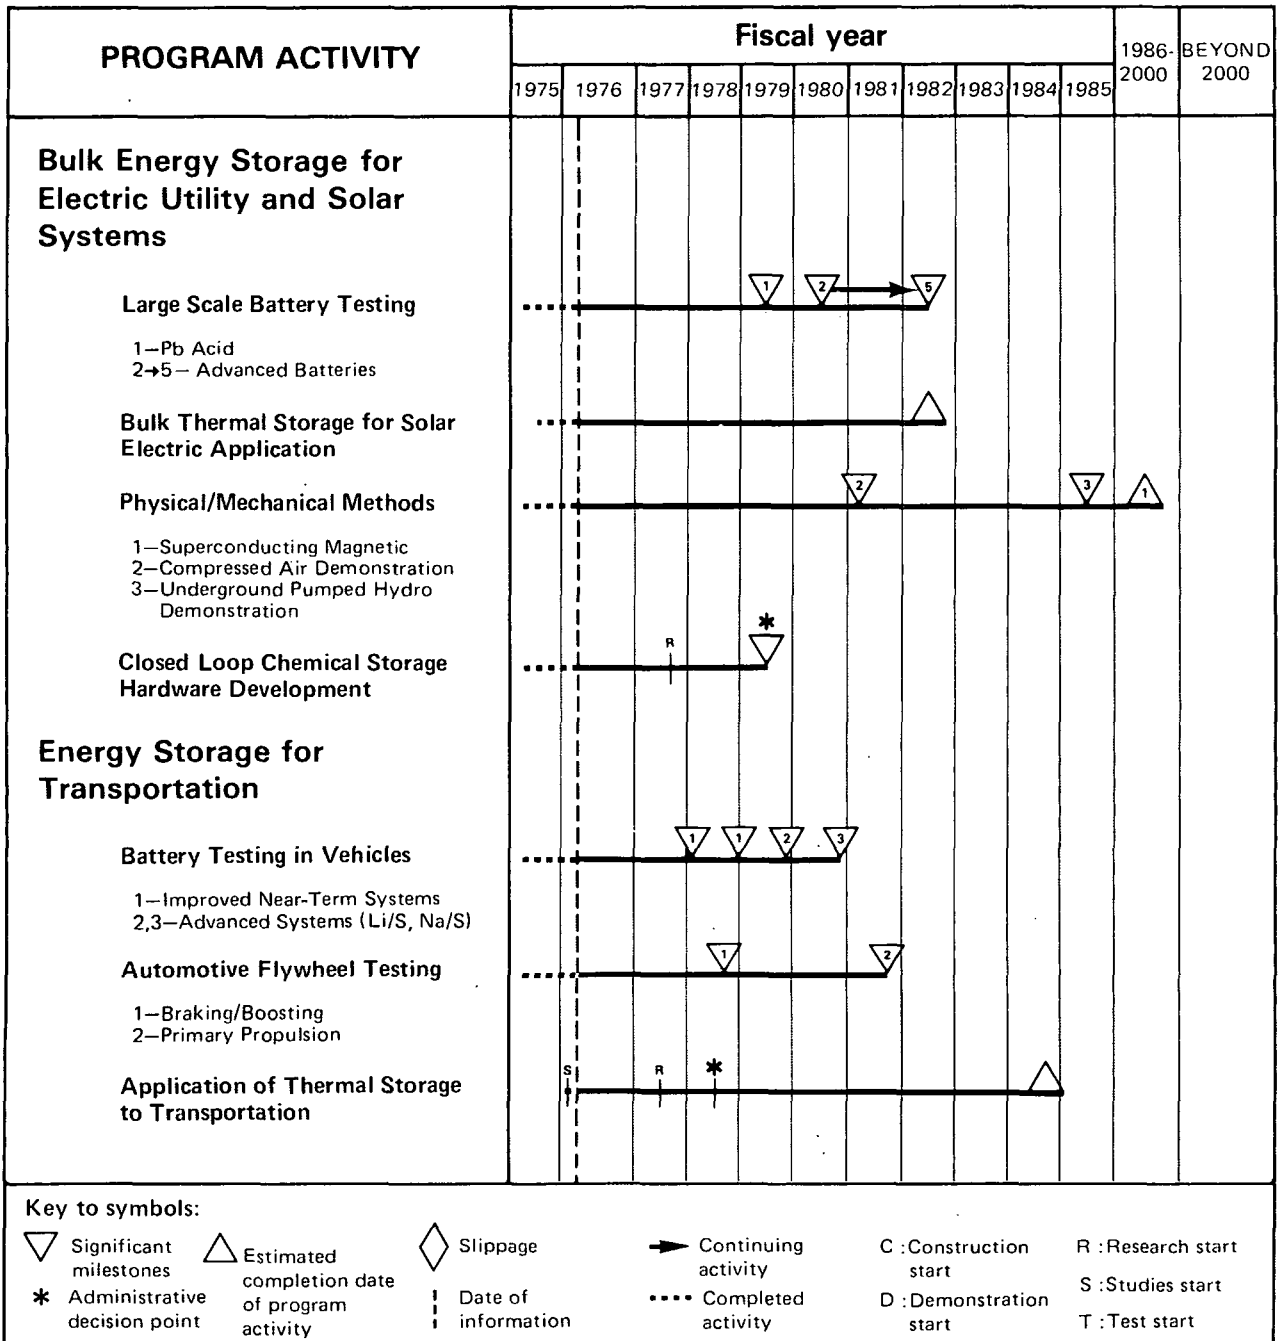 PROGRAM ACTIVITY
Fiscal year
1975 1976 1977 1978 1979 1980 1981 1982 1983 1984 1985
1986-
2000
BEYOND
2000
Bulk Energy Storage for
Electric Utility and Solar
Systems
Large Scale Battery Testing
1 2 5
1—Pb Acid
2→5— Advanced Batteries
Bulk Thermal Storage for Solar
Electric Application
Physical/Mechanical Methods
2 3 1
1—Superconducting Magnetic
2—Compressed Air Demonstration
3—Underground Pumped Hydro
Demonstration
R *
Closed Loop Chemical Storage
Hardware Development
Energy Storage for
Transportation
Battery Testing in Vehicles
1 1 2 3
1—Improved Near-Term Systems
2,3—Advanced Systems (Li/S, Na/S)
Automotive Flywheel Testing
1 2
1—Braking/Boosting
2—Primary Propulsion
S R *
Application of Thermal Storage
to Transportation
Key to symbols:
Significant
milestones
* Administrative
decision point
Estimated
completion date
of program
activity
Slippage
Date of
information
Continuing
activity
Completed
activity
C : Construction
start
D : Demonstration
start
R : Research start
S : Studies start
T : Test start